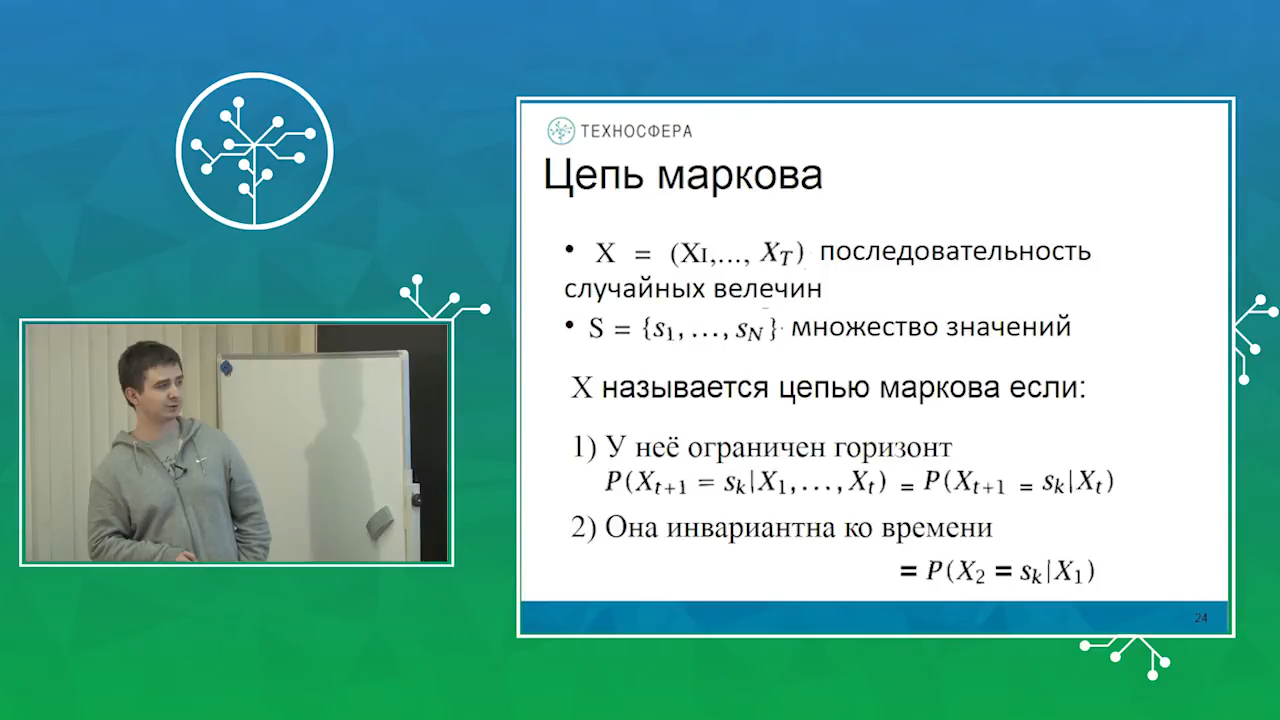 ТЕХНОСФЕРА
Цепь маркова
• X = (XI,..., X_T) последовательность
случайных велечин
• S = {s_1, ..., s_N} множество значений
X называется цепью маркова если:
1) У неё ограничен горизонт
P(X_{t+1} = s_k|X_1, ..., X_t) = P(X_{t+1} = s_k|X_t)
2) Она инвариантна ко времени
= P(X_2 = s_k|X_1)
24